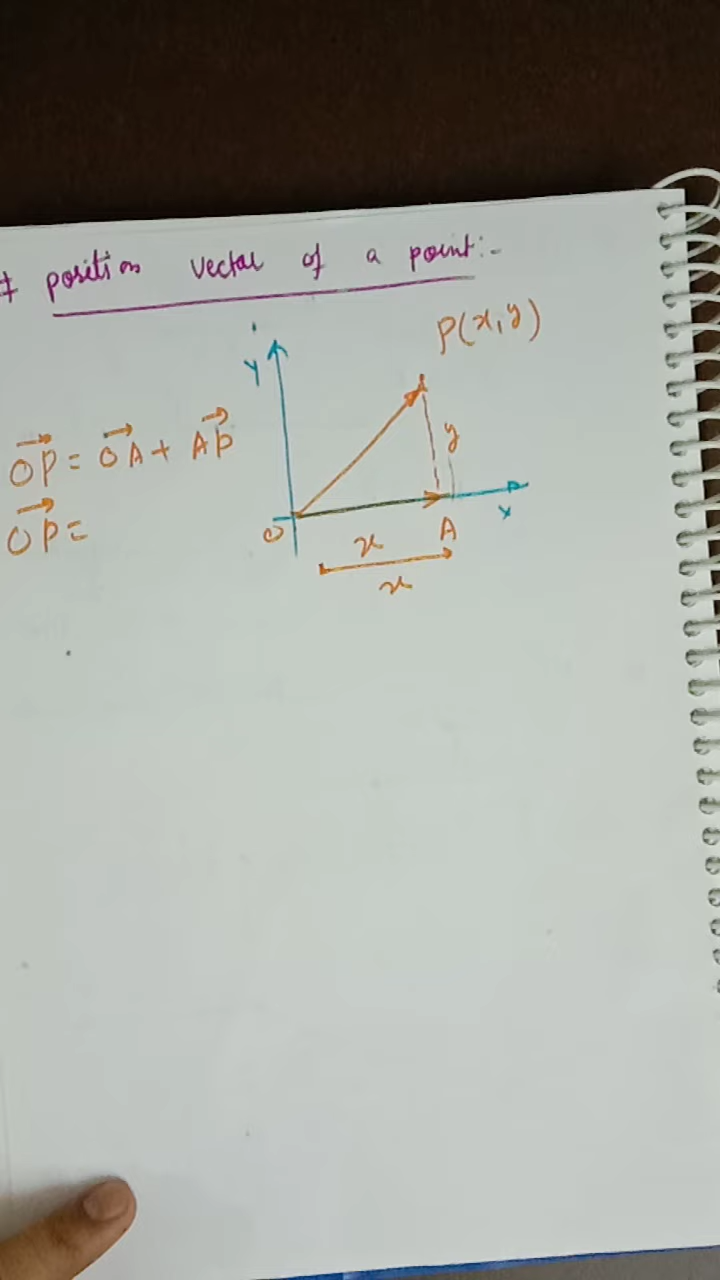 # position vector of a point:-
P(x,y)
Y
y
OP = OA + AP
OP =
O
A
X
x
x